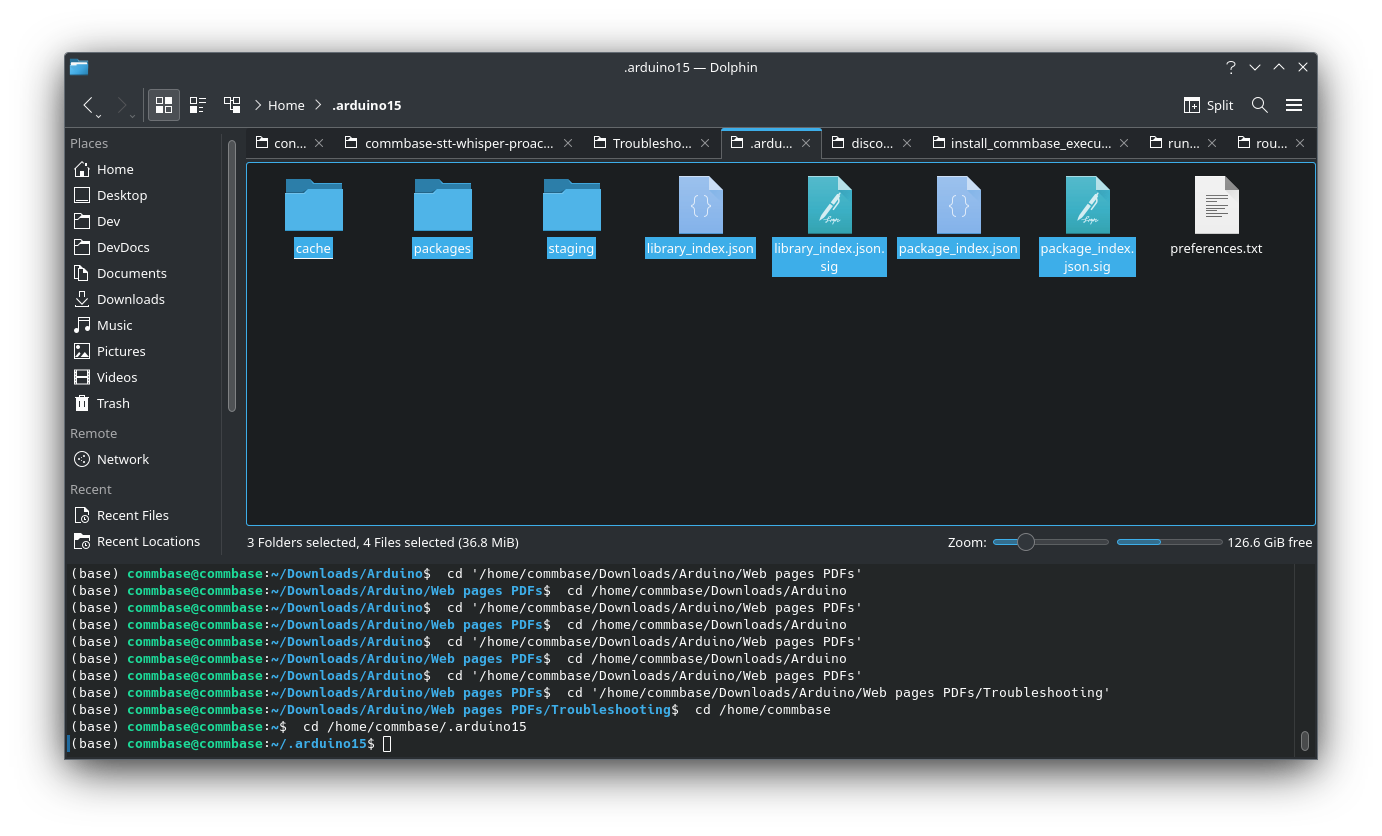 .arduino15 — Dolphin
Home
.arduino15
Split
con...
commbase-stt-whisper-proac...
Troublesho...
.ardu...
disco...
install_commbase_execu...
run...
rou...
Places
Home
Desktop
Dev
DevDocs
Documents
Downloads
Music
Pictures
Videos
Trash
Remote
Network
Recent
Recent Files
Recent Locations
cache
packages
staging
library_index.json
library_index.json.
sig
package_index.json
package_index.
json.sig
preferences.txt
3 Folders selected, 4 Files selected (36.8 MiB)
Zoom:
126.6 GiB free
(base) commbase@commbase:~/Downloads/Arduino$  cd '/home/commbase/Downloads/Arduino/Web pages PDFs'
(base) commbase@commbase:~/Downloads/Arduino/Web pages PDFs$  cd /home/commbase/Downloads/Arduino
(base) commbase@commbase:~/Downloads/Arduino$  cd '/home/commbase/Downloads/Arduino/Web pages PDFs'
(base) commbase@commbase:~/Downloads/Arduino/Web pages PDFs$  cd /home/commbase/Downloads/Arduino
(base) commbase@commbase:~/Downloads/Arduino$  cd '/home/commbase/Downloads/Arduino/Web pages PDFs'
(base) commbase@commbase:~/Downloads/Arduino/Web pages PDFs$  cd /home/commbase/Downloads/Arduino
(base) commbase@commbase:~/Downloads/Arduino$  cd '/home/commbase/Downloads/Arduino/Web pages PDFs'
(base) commbase@commbase:~/Downloads/Arduino/Web pages PDFs$  cd '/home/commbase/Downloads/Arduino/Web pages PDFs/Troubleshooting'
(base) commbase@commbase:~/Downloads/Arduino/Web pages PDFs/Troubleshooting$  cd /home/commbase
(base) commbase@commbase:~$  cd /home/commbase/.arduino15
(base) commbase@commbase:~/.arduino15$